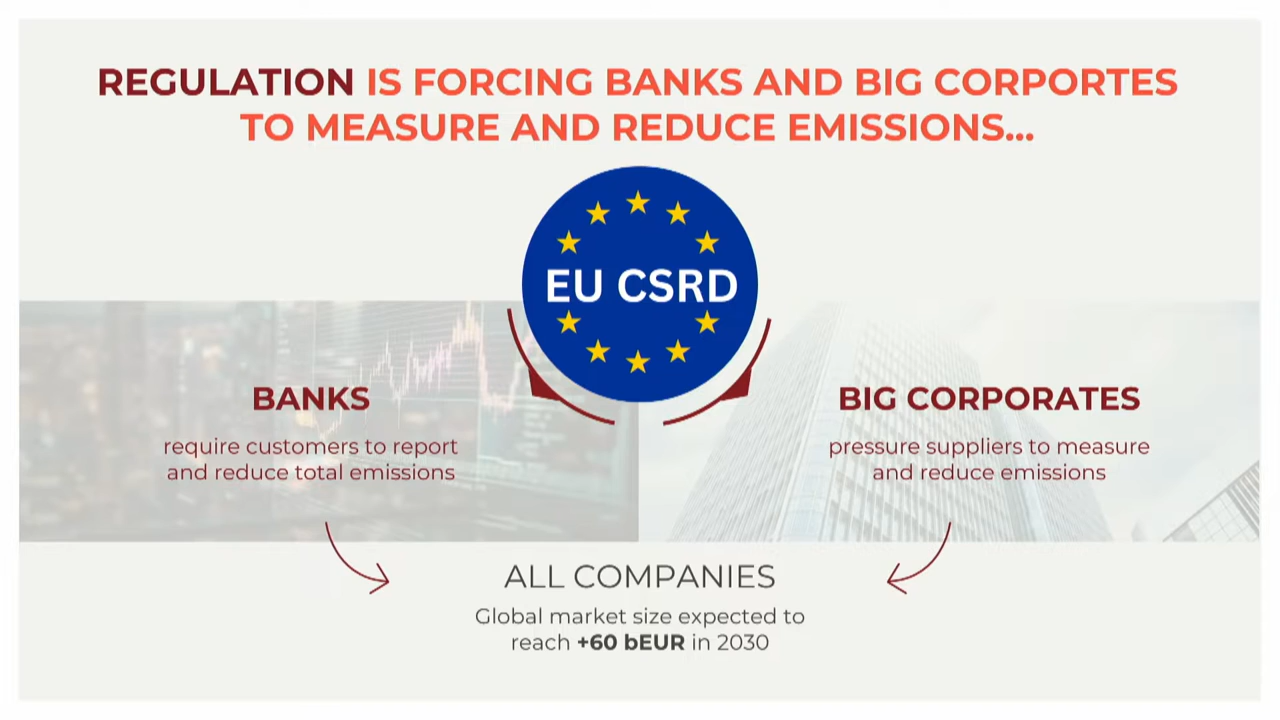 REGULATION IS FORCING BANKS AND BIG CORPORTES
TO MEASURE AND REDUCE EMISSIONS...
EU CSRD
BANKS
require customers to report
and reduce total emissions
BIG CORPORATES
pressure suppliers to measure
and reduce emissions
ALL COMPANIES
Global market size expected to
reach +60 bEUR in 2030